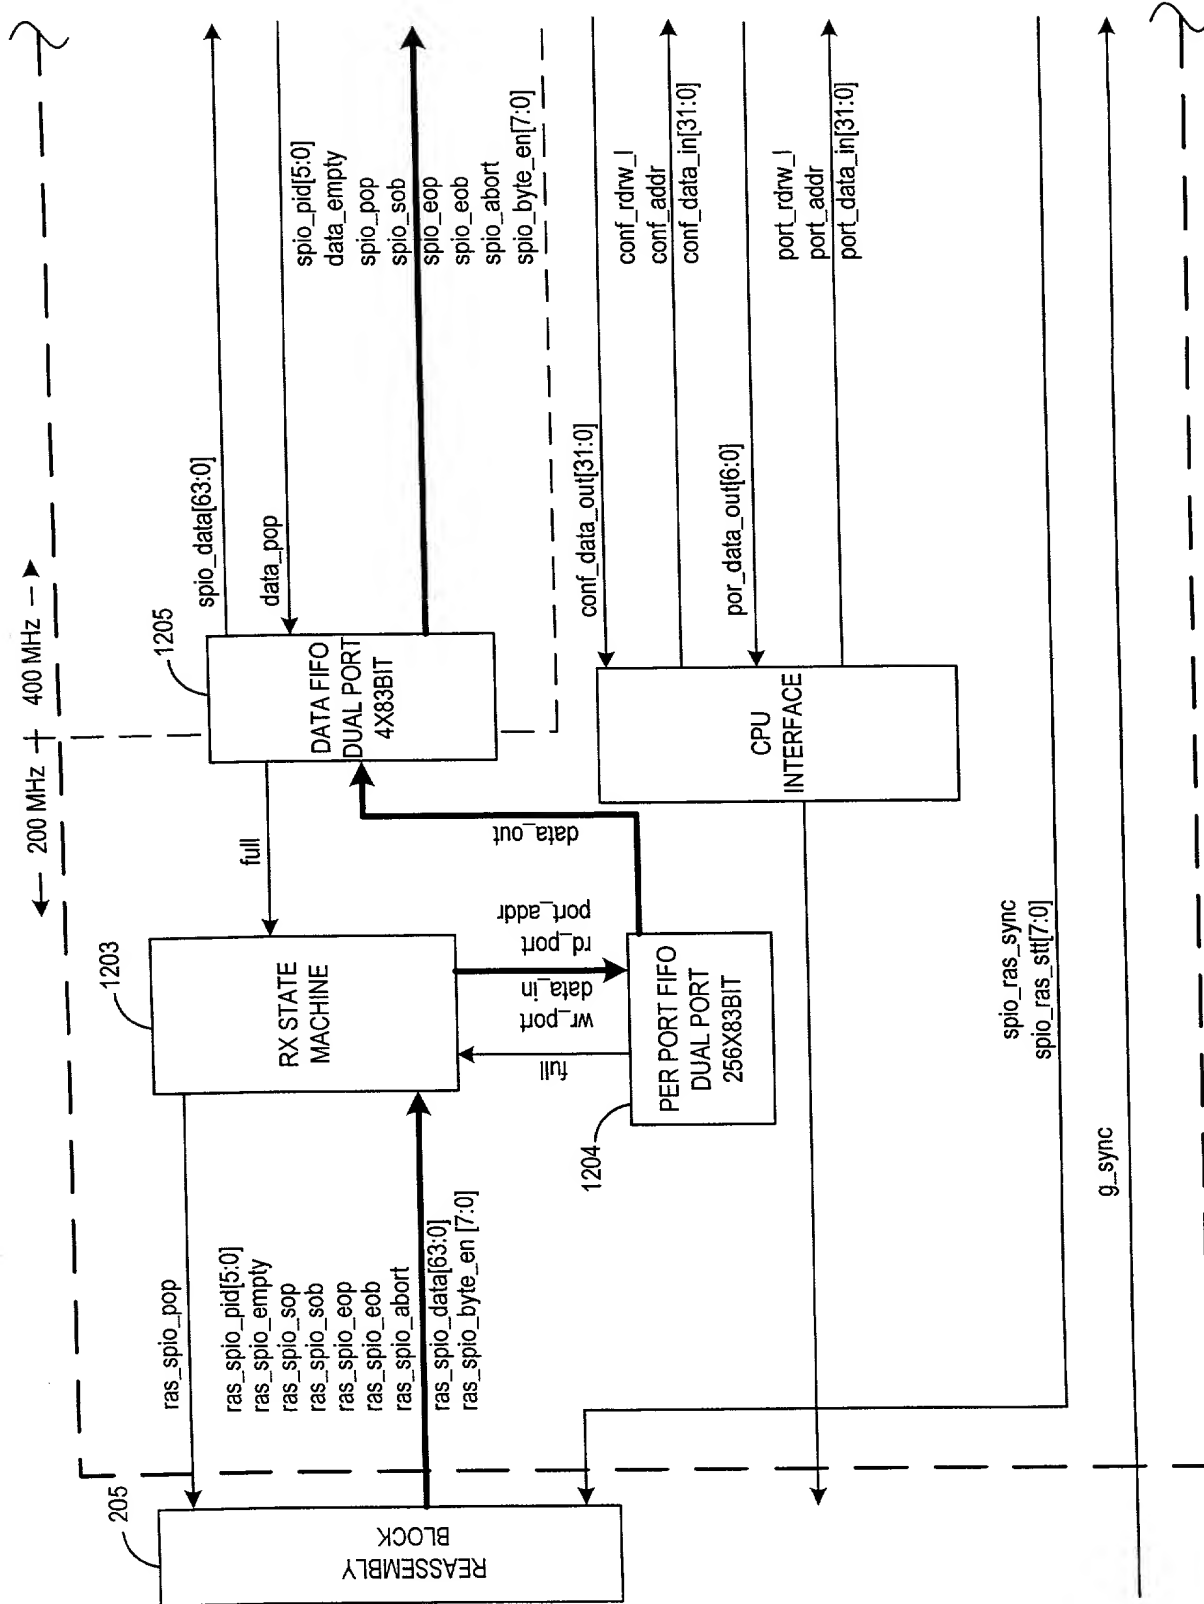 200 MHz
400 MHz
205
REASSEMBLY
BLOCK
ras_spio_pop
ras_spio_pid[5:0]
ras_spio_empty
ras_spio_sop
ras_spio_sob
ras_spio_eop
ras_spio_eob
ras_spio_abort
ras_spio_data[63:0]
ras_spio_byte_en [7:0]
1203
RX STATE
MACHINE
full
full
wr_port
data_in
rd_port
port_addr
1204
PER PORT FIFO
DUAL PORT
256X83BIT
data_out
1205
DATA FIFO
DUAL PORT
4X83BIT
spio_data[63:0]
data_pop
spio_pid[5:0]
data_empty
spio_pop
spio_sob
spio_eop
spio_eob
spio_abort
spio_byte_en[7:0]
CPU
INTERFACE
conf_data_out[31:0]
conf_rdrw_l
conf_addr
conf_data_in[31:0]
por_data_out[6:0]
port_rdrw_l
port_addr
port_data_in[31:0]
spio_ras_sync
spio_ras_stt[7:0]
g_sync